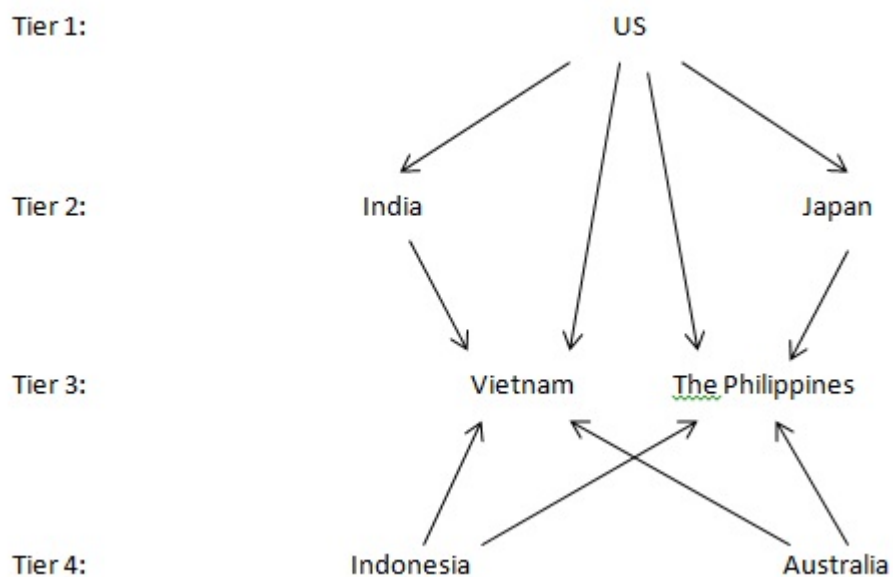 Tier 1: US
Tier 2: India Japan
Tier 3: Vietnam The Philippines
Tier 4: Indonesia Australia